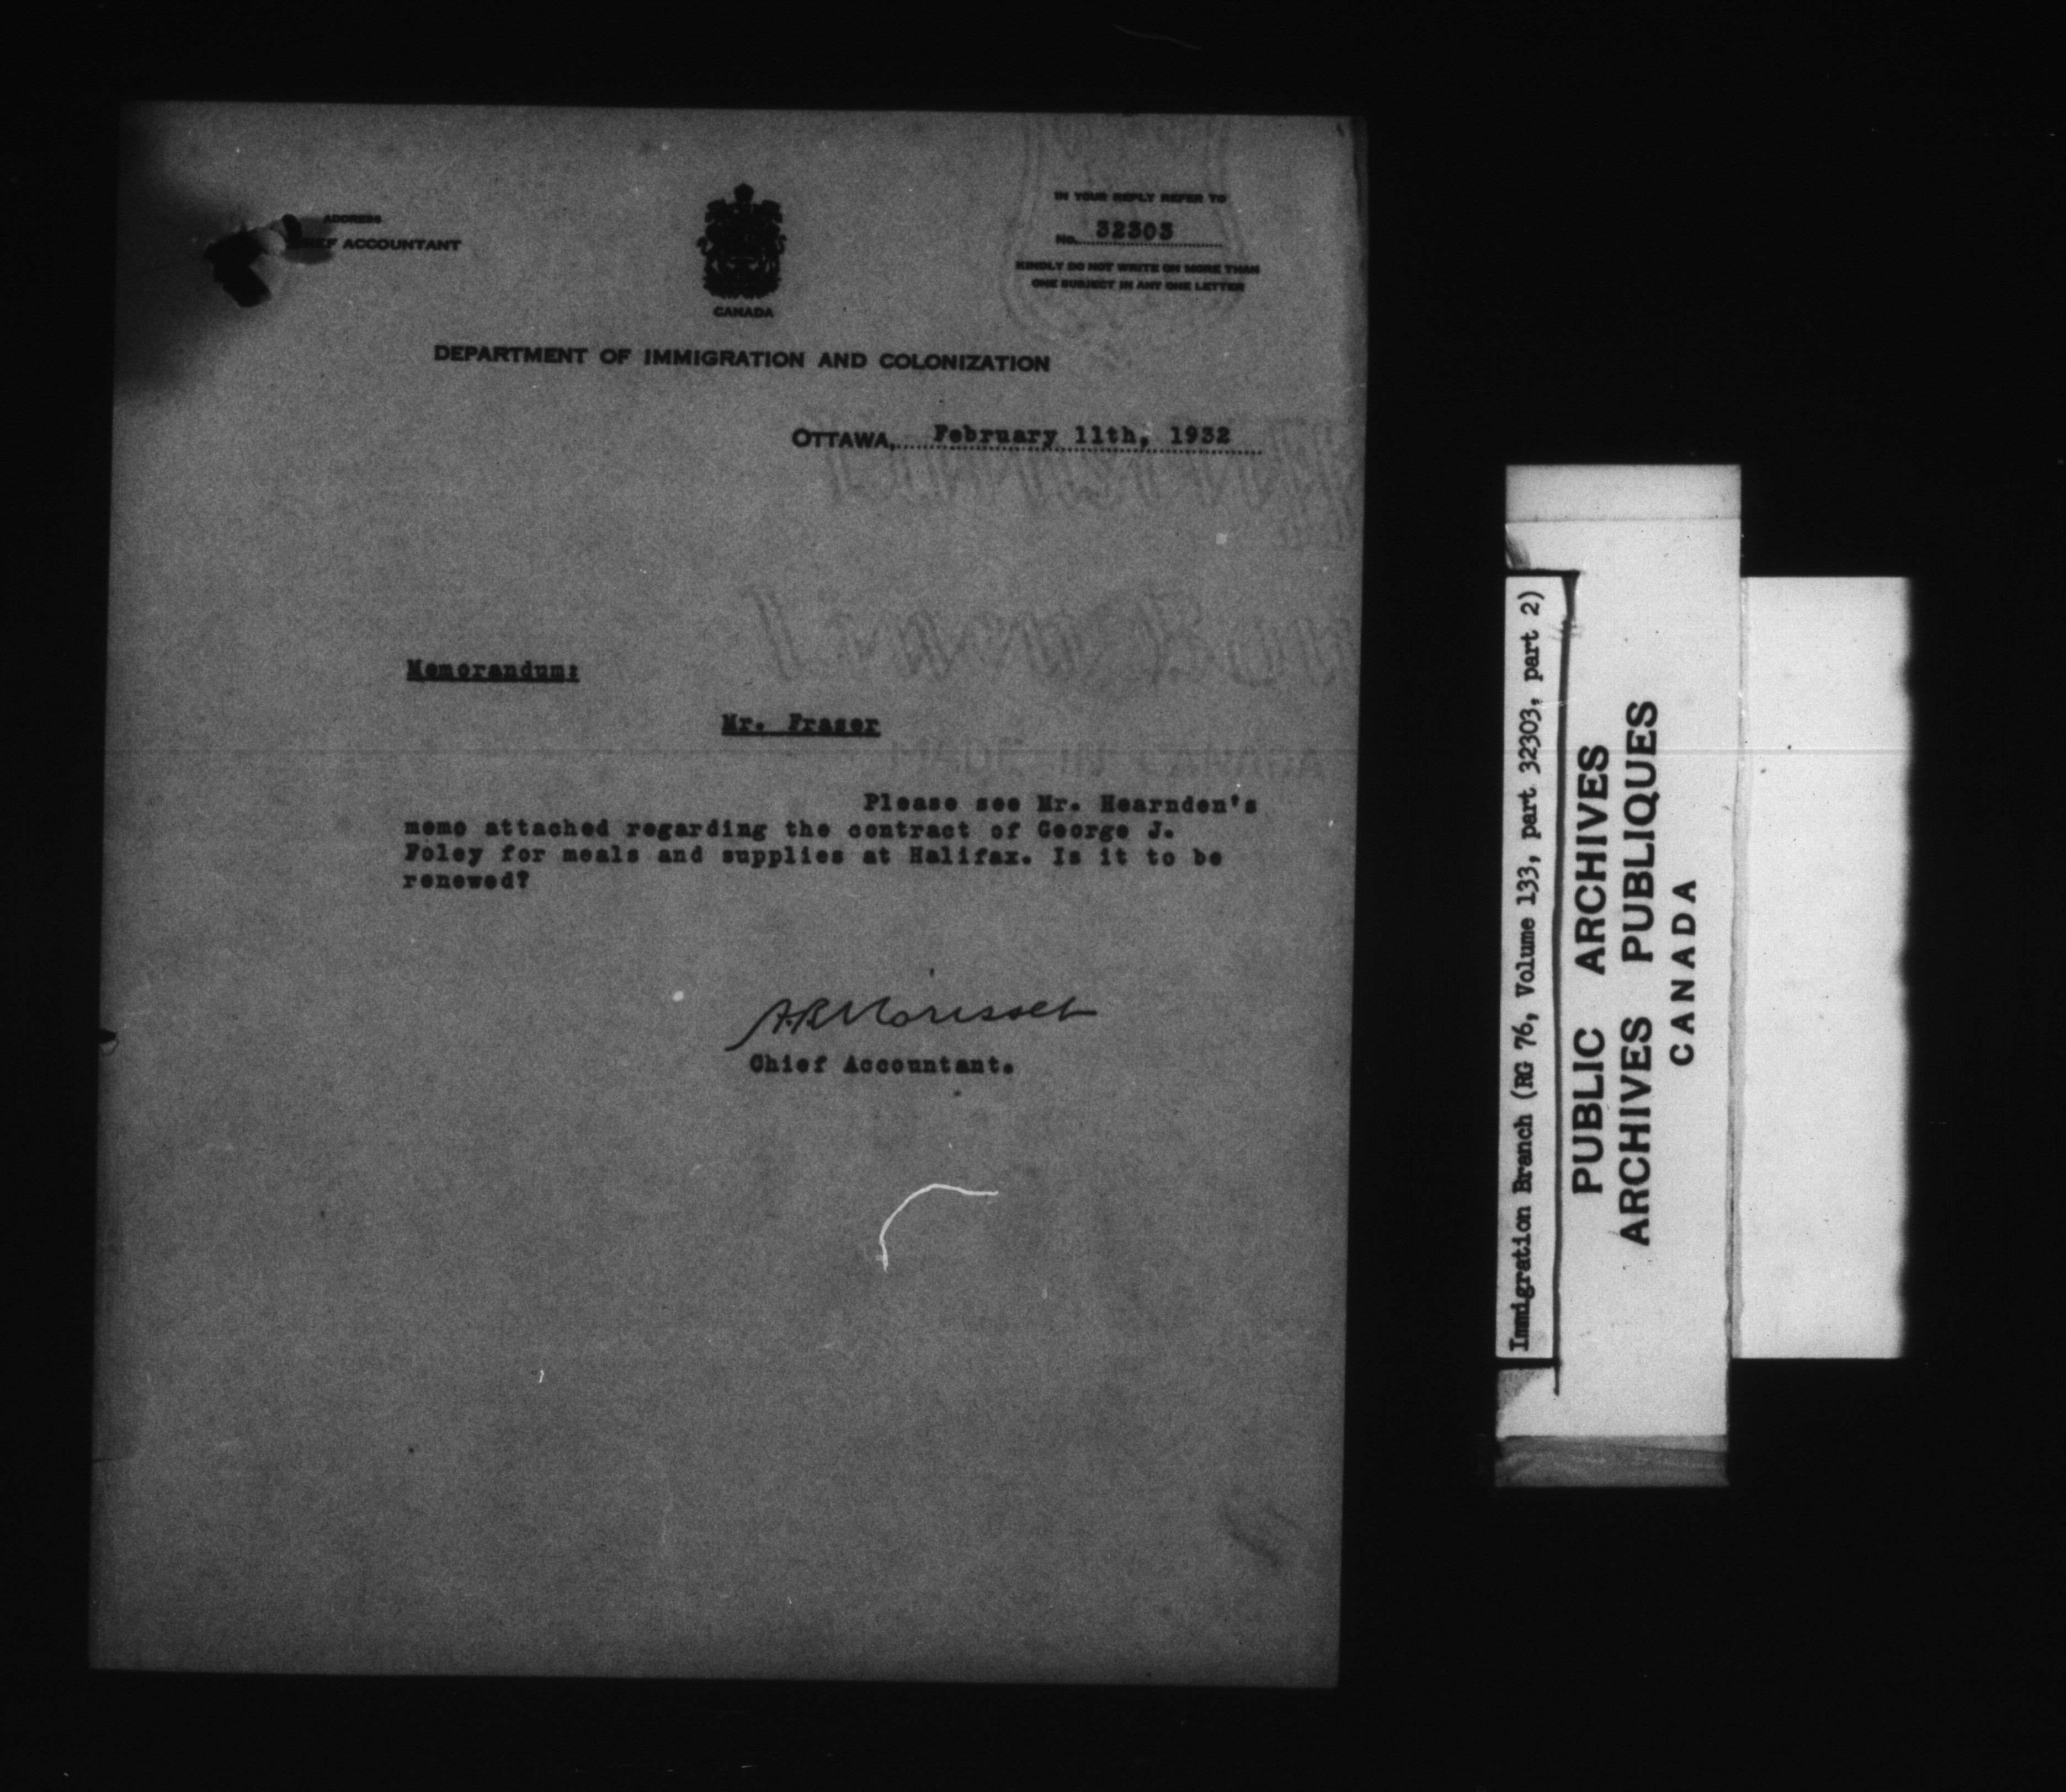 ADDRESS
CHIEF ACCOUNTANT
CANADA
IN YOUR REPLY REFER TO
No. 32303
KINDLY DO NOT WRITE ON MORE THAN
ONE SUBJECT IN ANY ONE LETTER
DEPARTMENT OF IMMIGRATION AND COLONIZATION
OTTAWA, February 11th, 1932
Memorandum:
Mr. Fraser
MADE IN CANADA
Please see Mr. Hearnden's
memo attached regarding the contract of George J.
Foley for meals and supplies at Halifax. Is it to be
renewed?
A.R. Morisset
Chief Accountant.
Immigration Branch (RG 76, Volume 133, part 32303, part 2)
PUBLIC ARCHIVES
ARCHIVES PUBLIQUES
CANADA